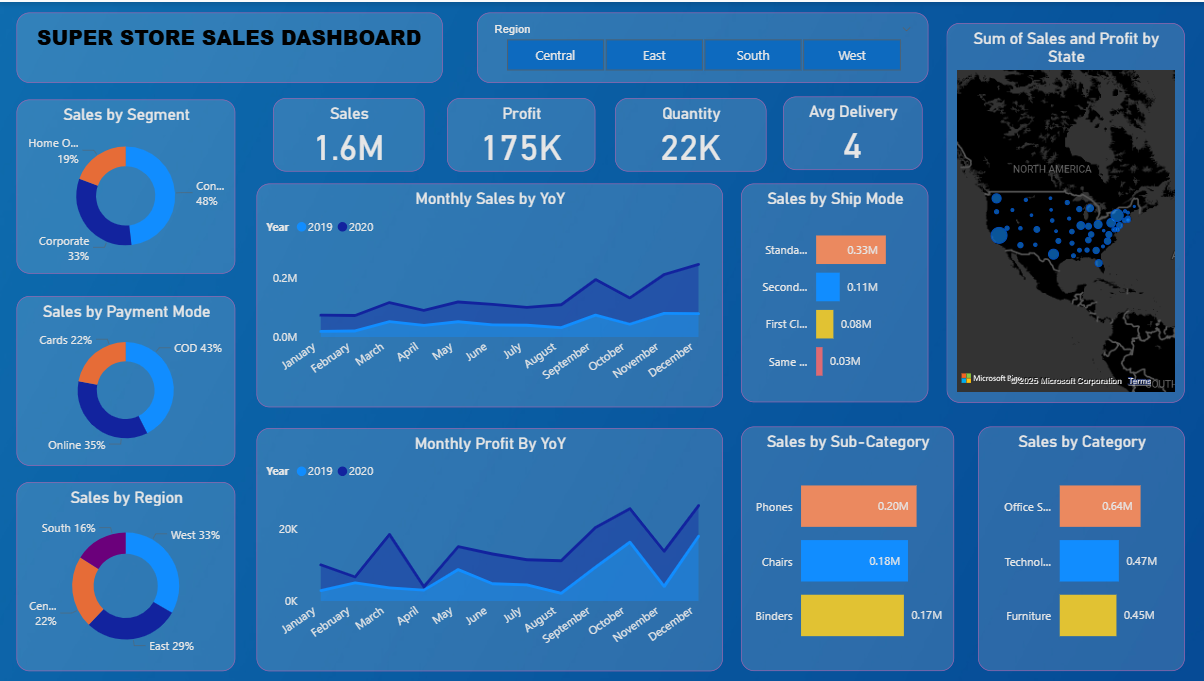 SUPER STORE SALES DASHBOARD
Region
Central East South West
Sum of Sales and Profit by
State
NORTH AMERICA
Microsoft Bing
© 2025 Microsoft Corporation Terms
SOUTH
Sales by Segment
Home O...
19%
Con...
48%
Corporate
33%
Sales
1.6M
Profit
175K
Quantity
22K
Avg Delivery
4
Monthly Sales by YoY
Year 2019 2020
0.2M
0.0M
January February March April May June July August September October November December
Sales by Ship Mode
Standa... 0.33M
Second... 0.11M
First Cl... 0.08M
Same ... 0.03M
Sales by Payment Mode
Cards 22%
COD 43%
Online 35%
Sales by Region
South 16%
West 33%
Cen...
22%
East 29%
Monthly Profit By YoY
Year 2019 2020
20K
0K
January February March April May June July August September October November December
Sales by Sub-Category
Phones 0.20M
Chairs 0.18M
Binders 0.17M
Sales by Category
Office S... 0.64M
Technol... 0.47M
Furniture 0.45M